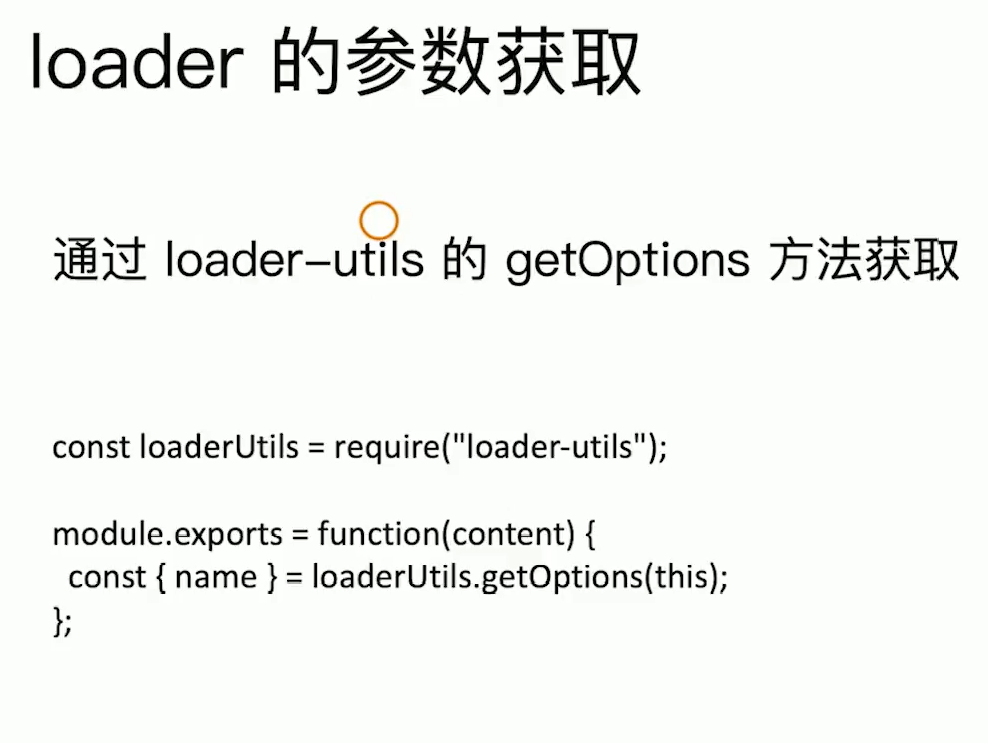 loader 的参数获取
通过 loader-utils 的 getOptions 方法获取
const loaderUtils = require("loader-utils");
module.exports = function(content) {
const { name } = loaderUtils.getOptions(this);
};